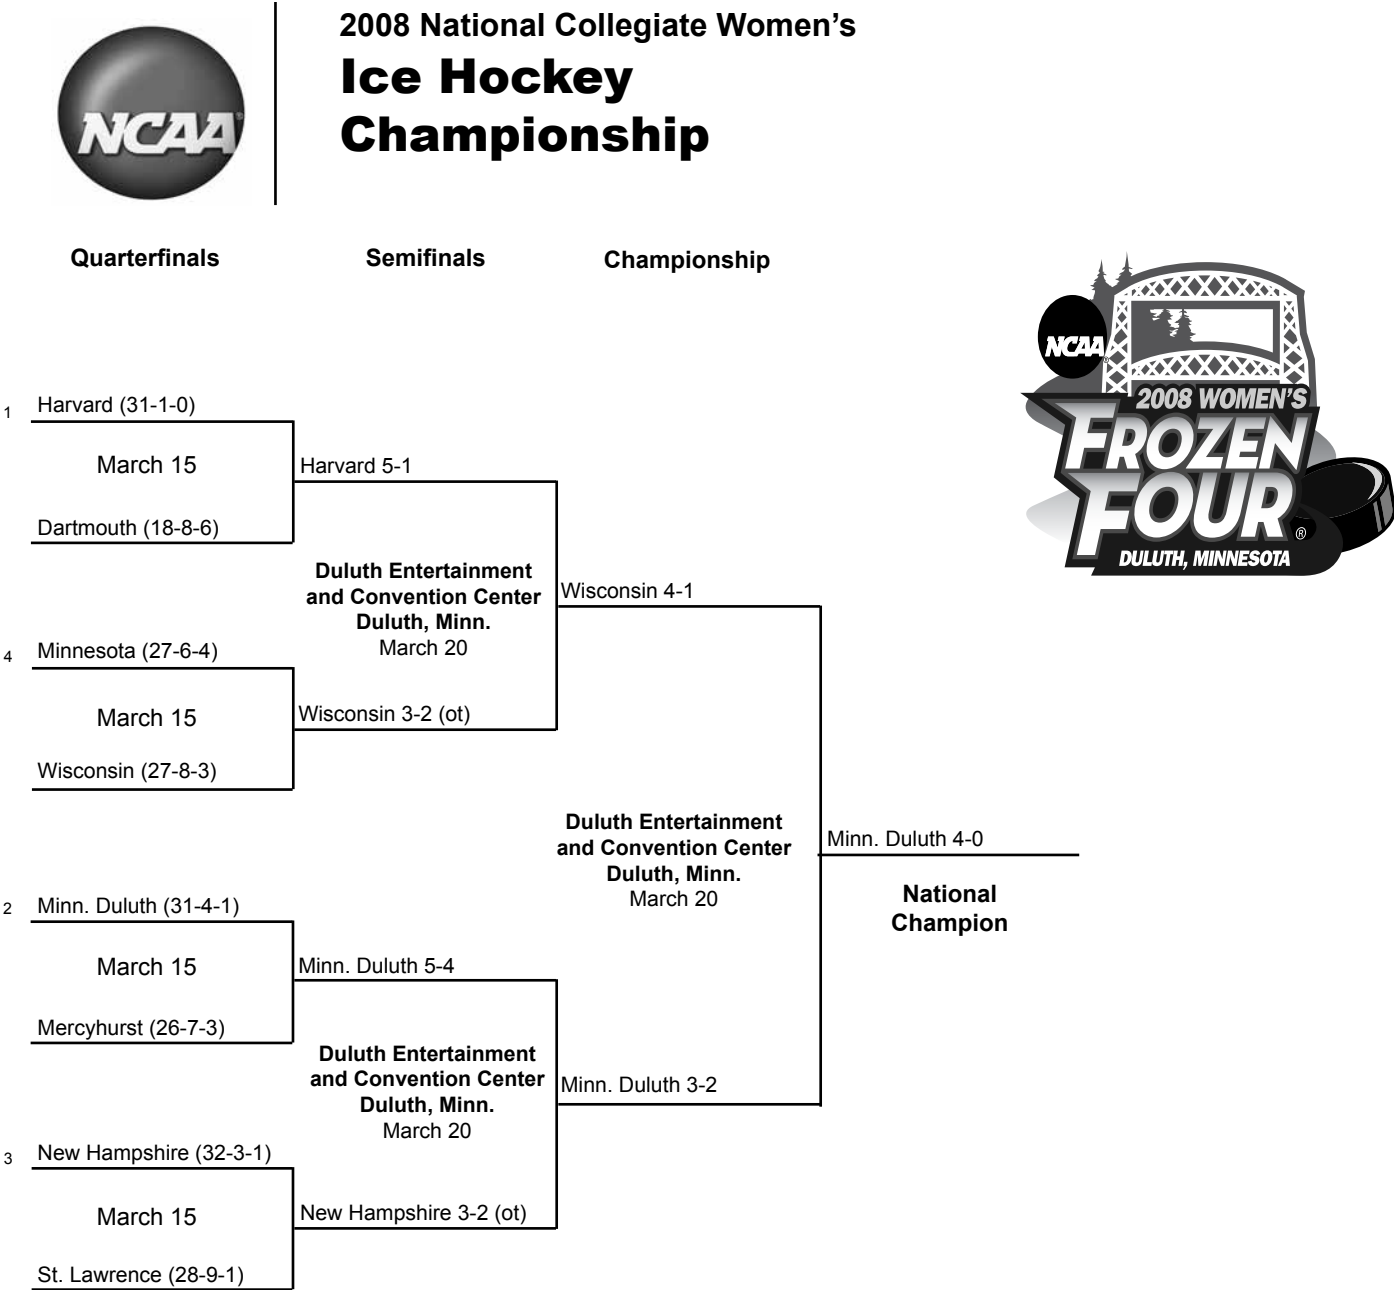 NCAA
2008 National Collegiate Women's
Ice Hockey
Championship
Quarterfinals
Semifinals
Championship
NCAA
2008 WOMEN'S
FROZEN
FOUR
®
DULUTH, MINNESOTA
1 Harvard (31-1-0)
March 15
Dartmouth (18-8-6)
Harvard 5-1
Duluth Entertainment
and Convention Center
Duluth, Minn.
March 20
4 Minnesota (27-6-4)
March 15
Wisconsin (27-8-3)
Wisconsin 3-2 (ot)
Wisconsin 4-1
Duluth Entertainment
and Convention Center
Duluth, Minn.
March 20
Minn. Duluth 4-0
National
Champion
2 Minn. Duluth (31-4-1)
March 15
Mercyhurst (26-7-3)
Minn. Duluth 5-4
Duluth Entertainment
and Convention Center
Duluth, Minn.
March 20
Minn. Duluth 3-2
3 New Hampshire (32-3-1)
March 15
St. Lawrence (28-9-1)
New Hampshire 3-2 (ot)